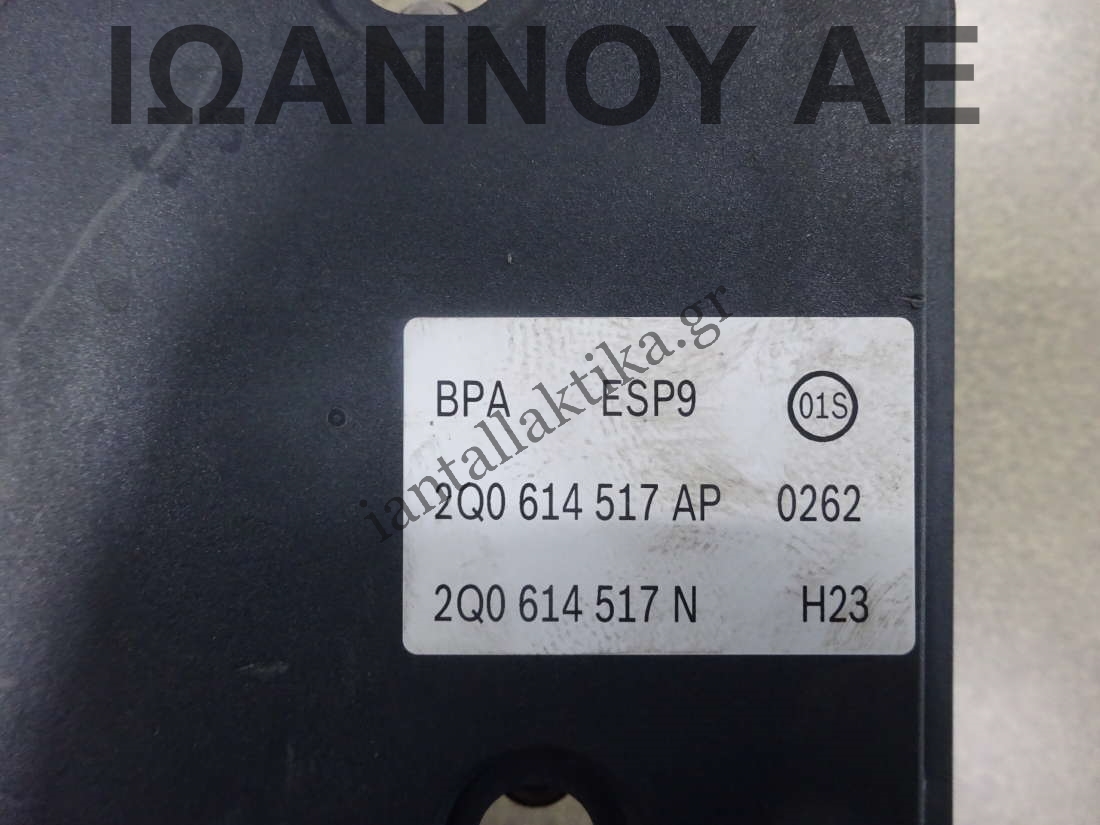 ΙΩΑΝΝΟΥ ΑΕ
BPA ESP9 01S
iantallaktika.gr
2Q0 614 517 AP 0262
2Q0 614 517 N H23